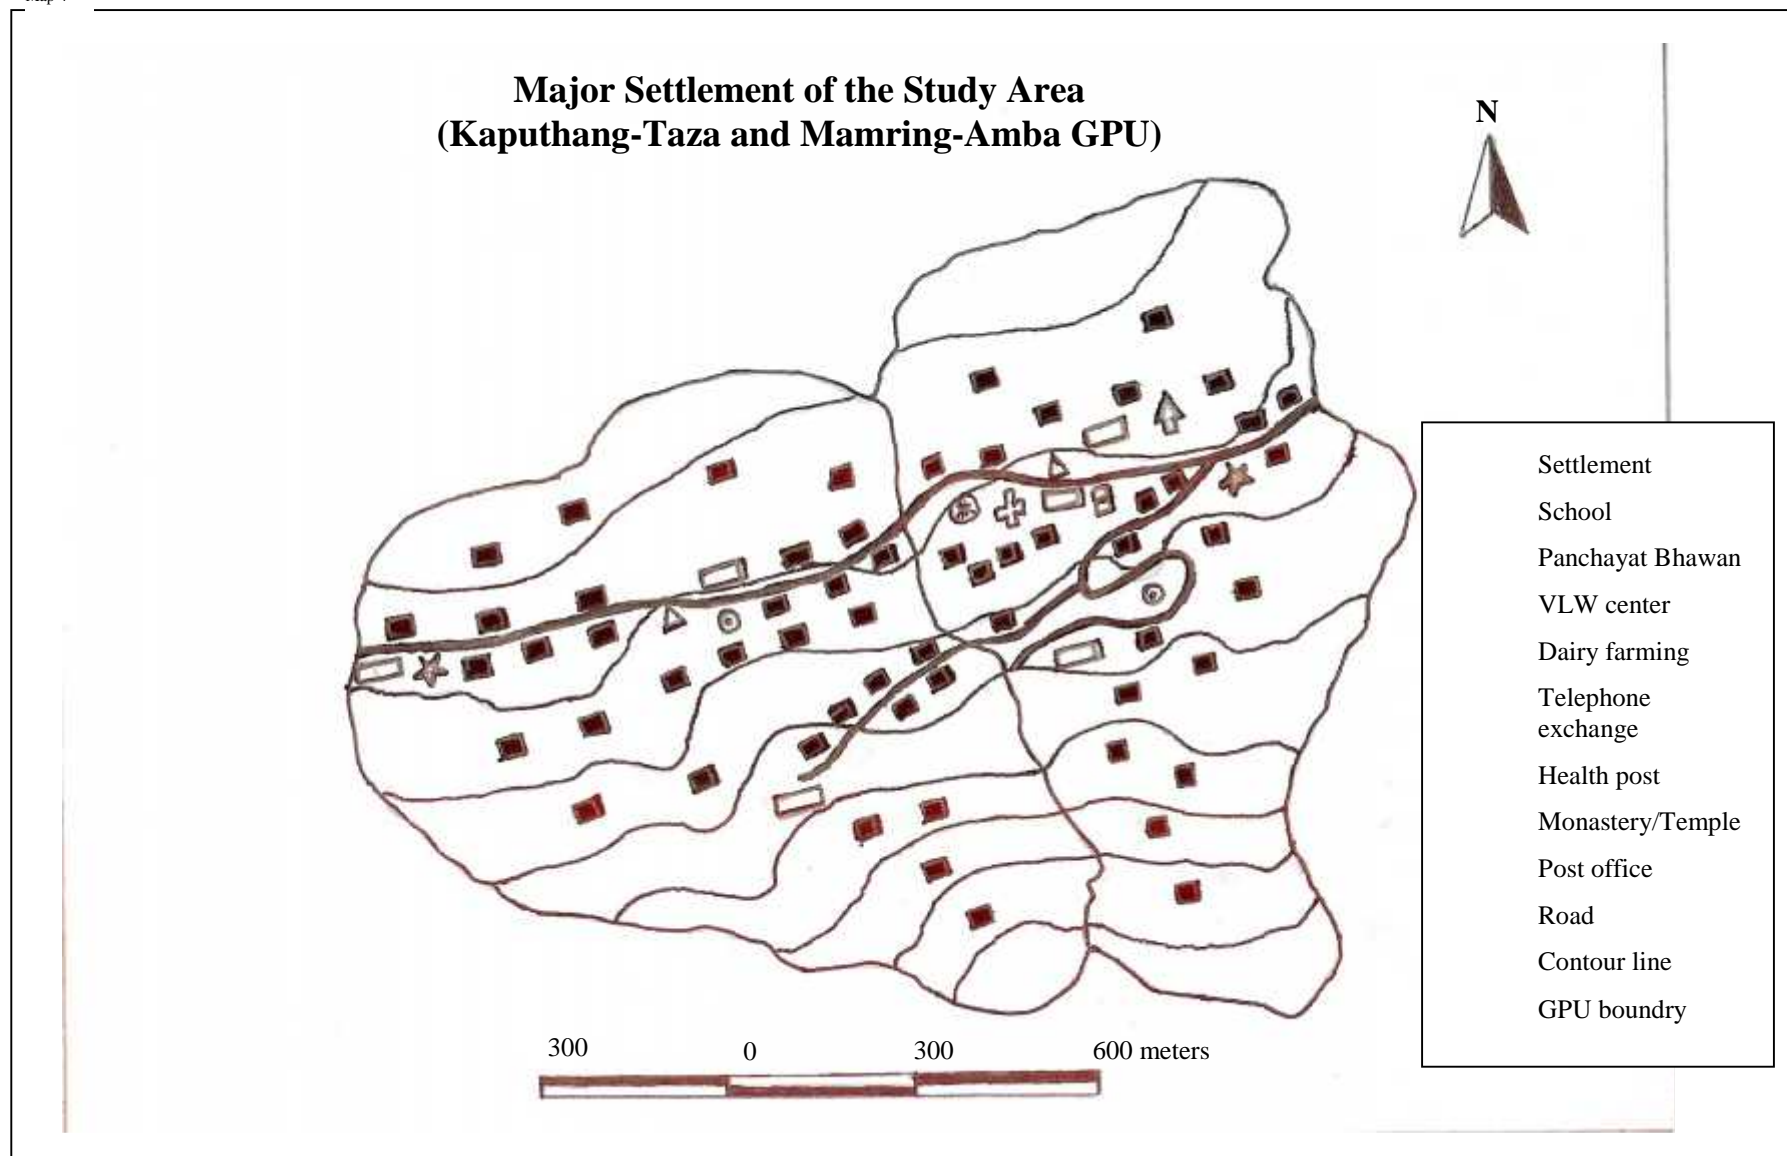 Major Settlement of the Study Area
(Kaputhang-Taza and Mamring-Amba GPU)
N
Settlement
School
Panchayat Bhawan
VLW center
Dairy farming
Telephone
exchange
Health post
Monastery/Temple
Post office
Road
Contour line
GPU boundry
300 0 300 600 meters